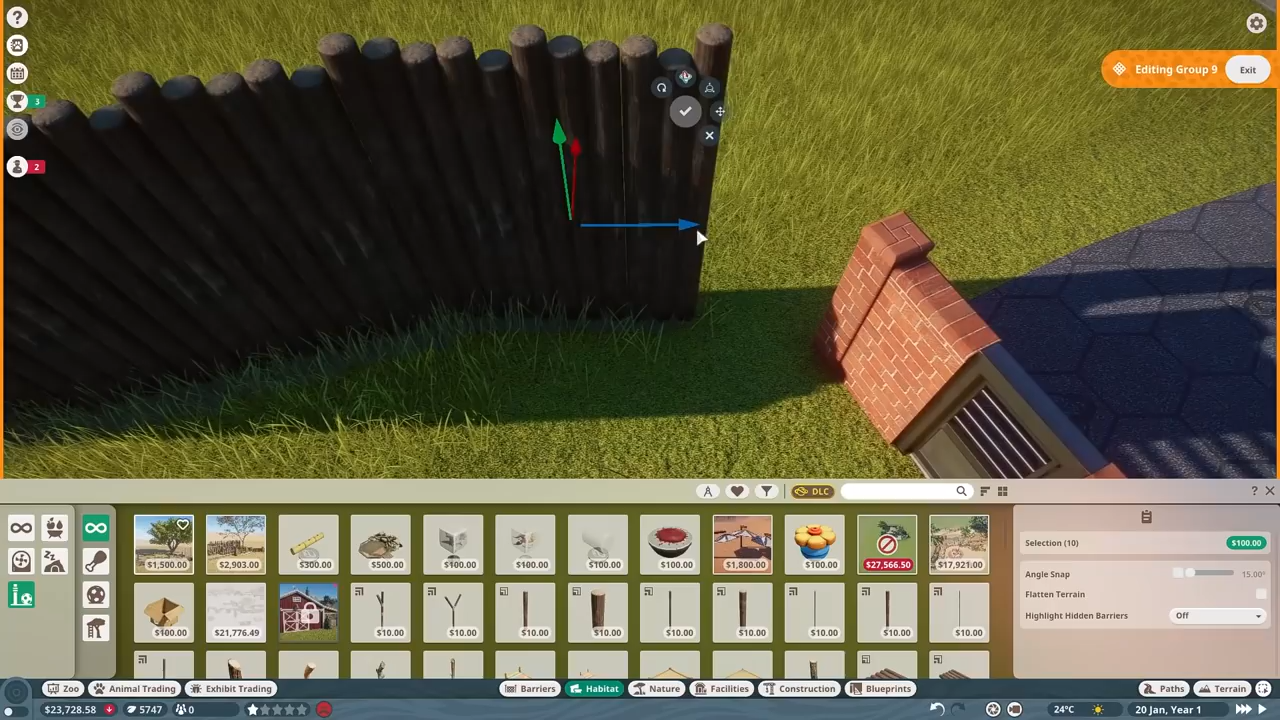 ?
3
2
Editing Group 9
Exit
DLC
? ×
$1,500.00
$2,903.00
$300.00
$500.00
$100.00
$100.00
$100.00
$100.00
$1,800.00
$100.00
$27,566.50
$17,921.00
$100.00
$21,776.49
$10.00
$10.00
$10.00
$10.00
$10.00
$10.00
$10.00
$10.00
$10.00
Selection (10)
$100.00
Angle Snap
15.00°
Flatten Terrain
Highlight Hidden Barriers
Off
Zoo
Animal Trading
Exhibit Trading
Barriers
Habitat
Nature
Facilities
Construction
Blueprints
Paths
Terrain
$23,728.58
5747
0
24°C
20 Jan, Year 1